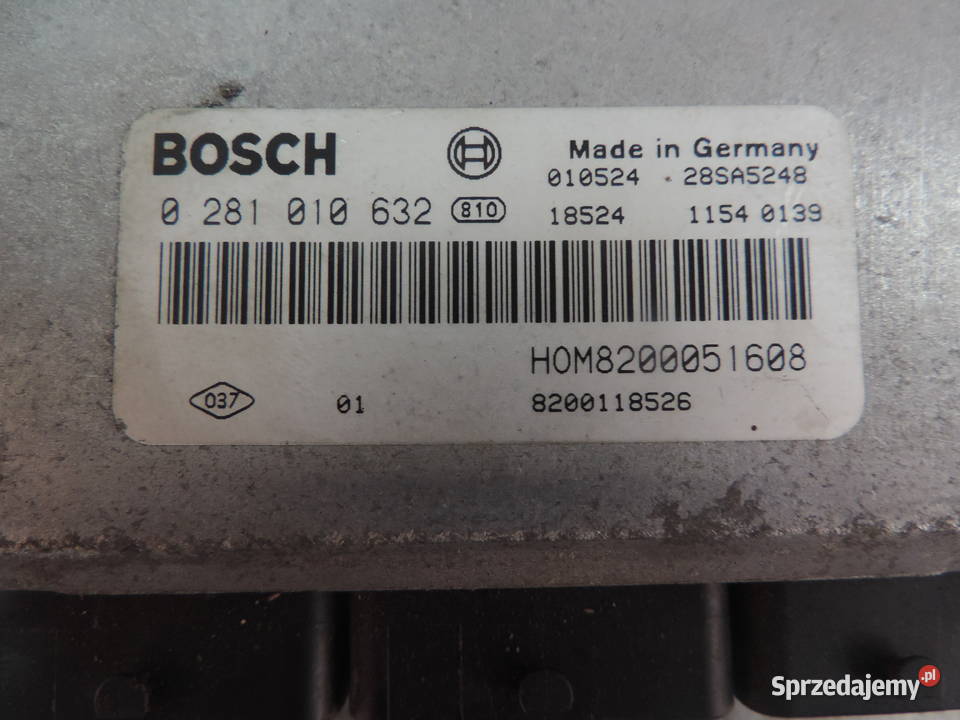 BOSCH
Made in Germany
010524 28SA5248
0 281 010 632 810
18524 1154 0139
HOM8200051608
037 01 8200118526
Sprzedajemy.pl